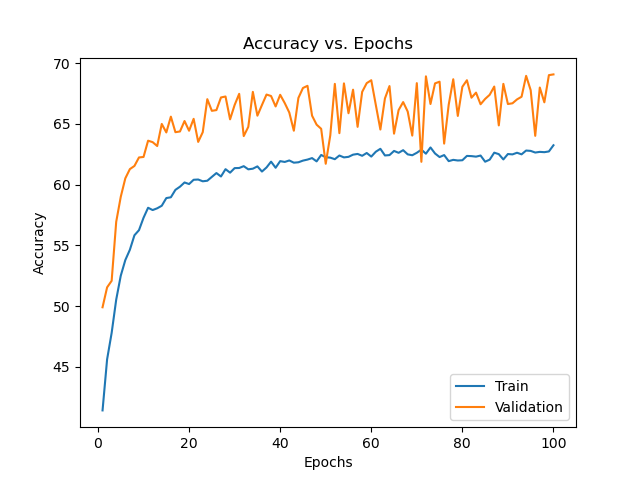 Accuracy vs. Epochs
70
65
60
55
50
45
Accuracy
0 20 40 60 80 100
Epochs
Train
Validation